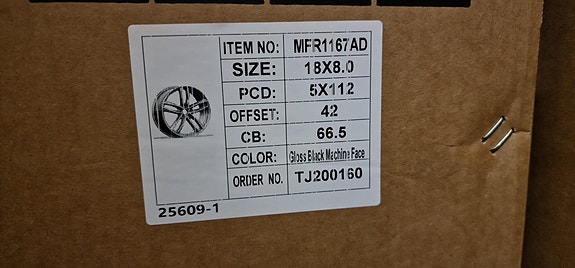 ITEM NO: MFR1167AD
SIZE: 18X8.0
PCD: 5X112
OFFSET: 42
CB: 66.5
COLOR: Gloss Black Machine Face
ORDER NO. TJ200160
25609-1